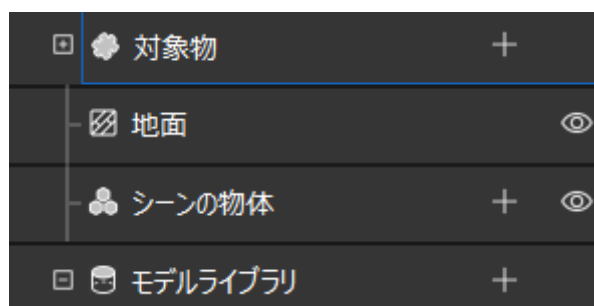 対象物
地面
シーンの物体
モデルライブラリ